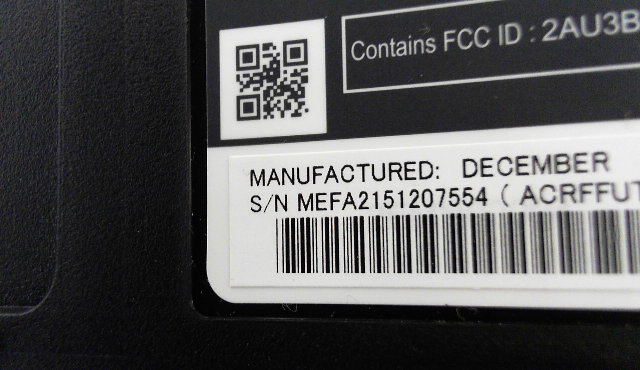 Contains FCC ID : 2AU3B
MANUFACTURED: DECEMBER
S/N MEFA2151207554 ( ACRFFUT